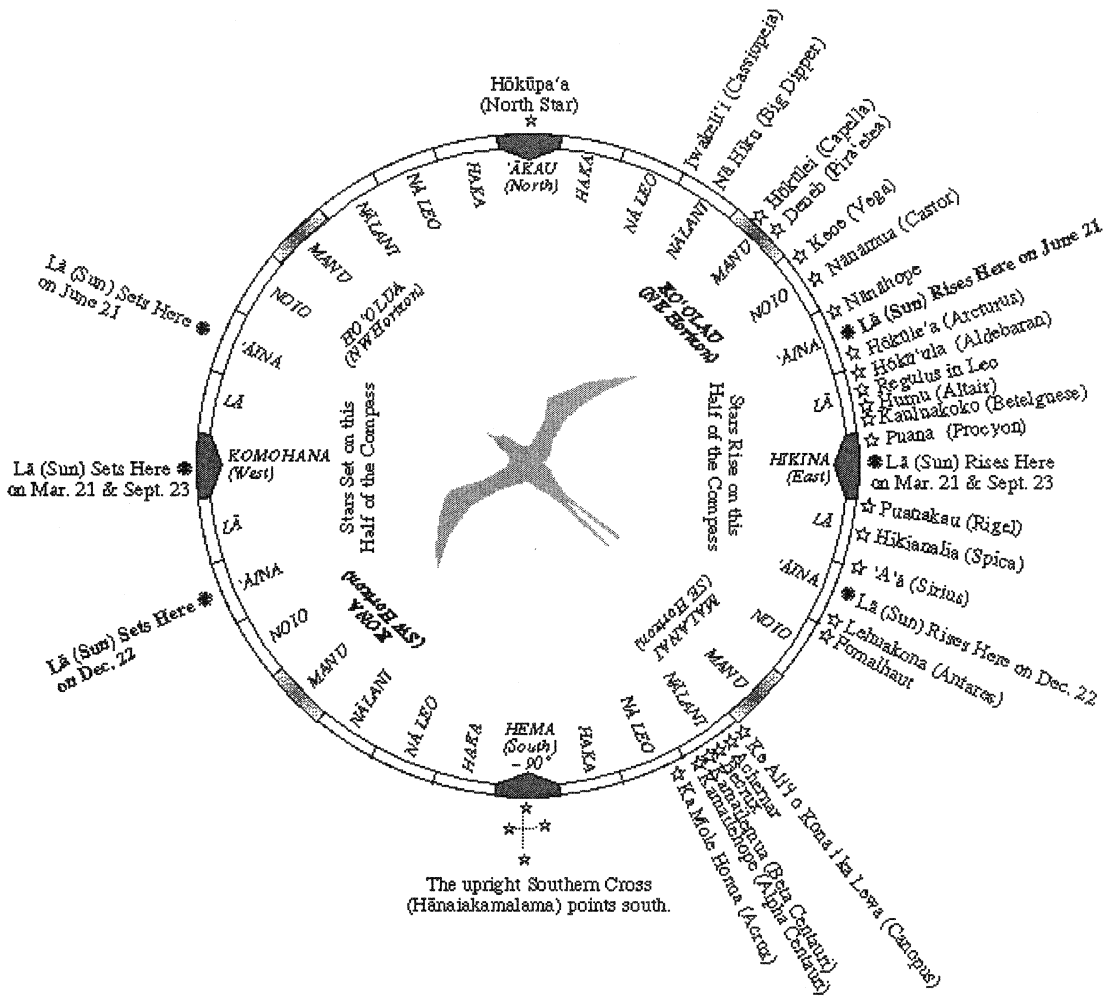 Hōkūpa'a
(North Star)
'ĀKAU
(North)
HAKA
NĀ LEO
NĀLANI
MANU
NOIO
'ĀINA
LĀ
HIKINA
(East)
LĀ
'ĀINA
NOIO
MANU
NĀLANI
NĀ LEO
HAKA
HEMA
(South)
– 90°
HAKA
NĀ LEO
NĀLANI
MANU
NOIO
'ĀINA
LĀ
KOMOHANA
(West)
LĀ
'ĀINA
NOIO
MANU
NĀLANI
NĀ LEO
HAKA
KO'OLAU
(NE Horizon)
MALANAI
(SE Horizon)
KONA
(SW Horizon)
HO'OLUA
(NW Horizon)
Stars Set on this
Half of the Compass
Stars Rise on this
Half of the Compass
Iwakeli'i (Cassiopeia)
Nā Hiku (Big Dipper)
Hōkūlei (Capella)
Deneb (Pira'etea)
Keoe (Vega)
Nānāmua (Castor)
Nānāhope
Lā (Sun) Rises Here on June 21
Hōkūle'a (Arcturus)
Hōkū'ula (Aldebaran)
Regulus in Leo
Humu (Altair)
Kauluakoko (Betelguese)
Puana (Procyon)
Lā (Sun) Rises Here
on Mar. 21 & Sept. 23
Puanakau (Rigel)
Hikianalia (Spica)
'A'ā (Sirius)
Lā (Sun) Rises Here on Dec. 22
Lehuakona (Antares)
Fomalhaut
Ke Ali'i o Kona i ka Lewa (Canopus)
Achernar
Becrux
Kamailemua (Beta Centauri)
Kamailehope (Alpha Centauri)
Ka Mole Honua (Acrux)
The upright Southern Cross
(Hānaiakamalama) points south.
Lā (Sun) Sets Here
on Dec. 22
Lā (Sun) Sets Here
on Mar. 21 & Sept. 23
Lā (Sun) Sets Here
on June 21